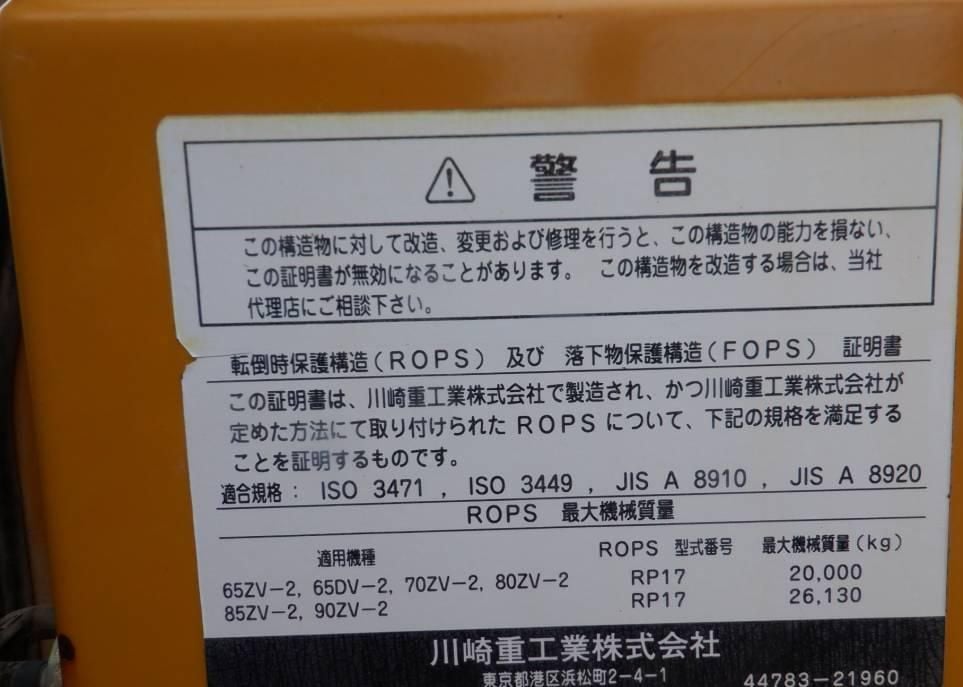 警告
この構造物に対して改造、変更および修理を行うと、この構造物の能力を損ない、
この証明書が無効になることがあります。 この構造物を改造する場合は、当社
代理店にご相談下さい。
転倒時保護構造(ROPS) 及び 落下物保護構造(FOPS) 証明書
この証明書は、川崎重工業株式会社で製造され、かつ川崎重工業株式会社が
定めた方法にて取り付けられたROPSについて、下記の規格を満足する
ことを証明するものです。
適合規格: ISO 3471 , ISO 3449 , JIS A 8910 , JIS A 8920
ROPS 最大機械質量
適用機種 ROPS 型式番号 最大機械質量(kg)
65ZV-2, 65DV-2, 70ZV-2, 80ZV-2 RP17 20,000
85ZV-2, 90ZV-2 RP17 26,130
川崎重工業株式会社
東京都港区浜松町2-4-1 44783-21960